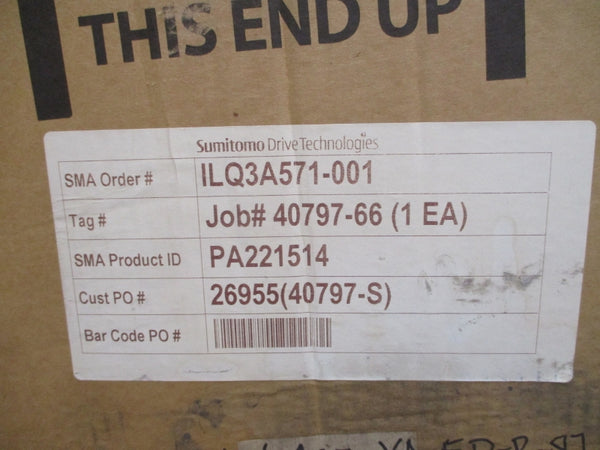 THIS END UP
Sumitomo Drive Technologies
SMA Order # ILQ3A571-001
Tag # Job# 40797-66 (1 EA)
SMA Product ID PA221514
Cust PO # 26955(40797-S)
Bar Code PO #